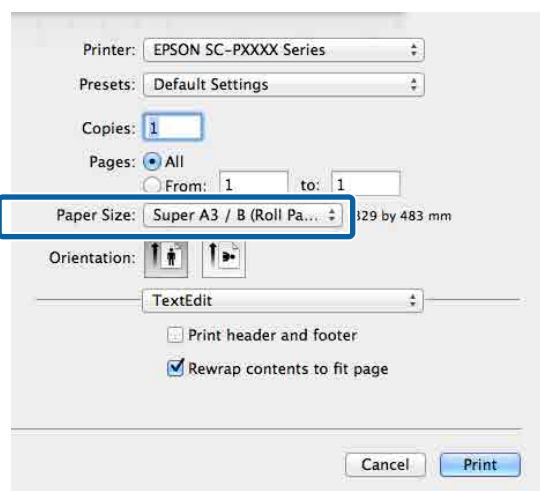 Printer: EPSON SC-PXXXX Series
Presets: Default Settings
Copies: 1
Pages: All
From: 1 to: 1
Paper Size: Super A3 / B (Roll Pa... 329 by 483 mm
Orientation:
TextEdit
Print header and footer
Rewrap contents to fit page
Cancel Print